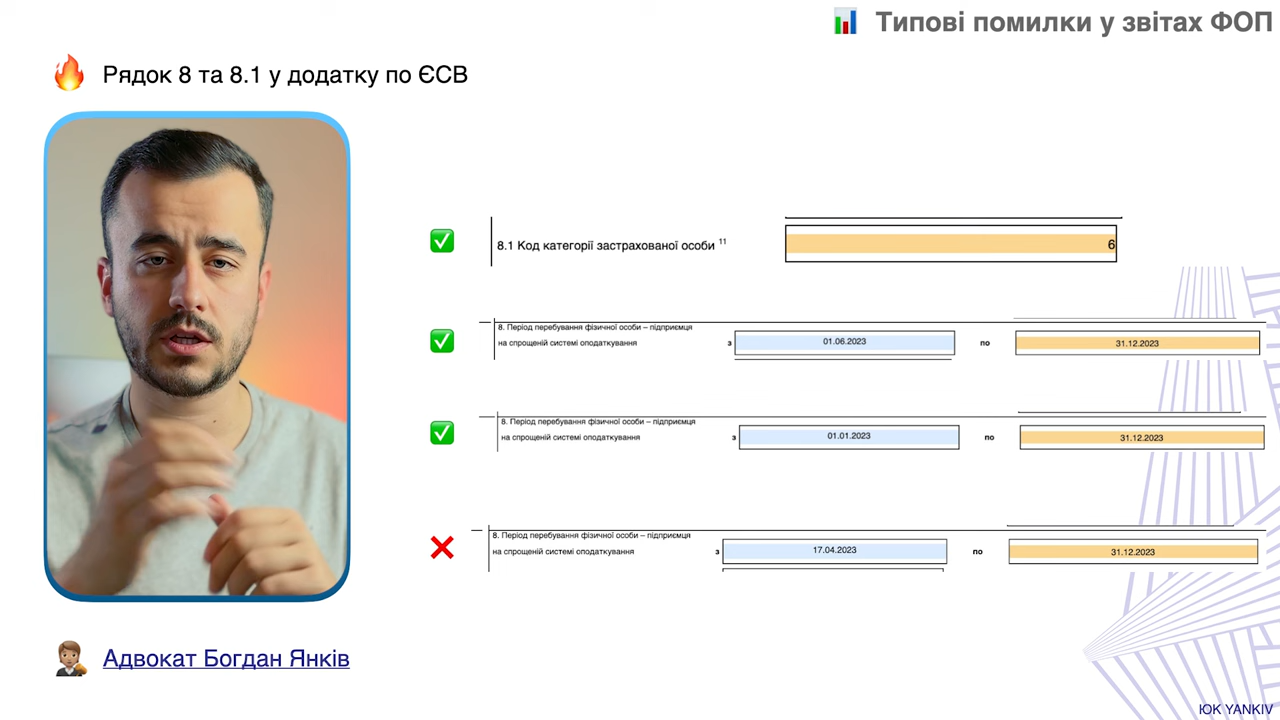 Типові помилки у звітах ФОП
Рядок 8 та 8.1 у додатку по ЄСВ
8.1 Код категорії застрахованої особи 11
6
8. Період перебування фізичної особи – підприємця
на спрощеній системі оподаткування
з 01.06.2023 по 31.12.2023
8. Період перебування фізичної особи – підприємця
на спрощеній системі оподаткування
з 01.01.2023 по 31.12.2023
8. Період перебування фізичної особи – підприємця
на спрощеній системі оподаткування
з 17.04.2023 по 31.12.2023
Адвокат Богдан Янків
ЮК YANKIV